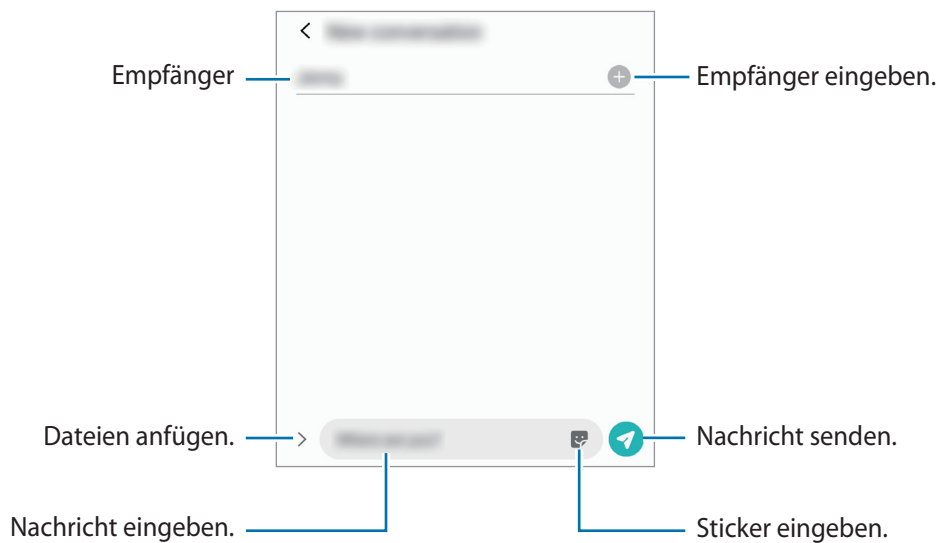 Empfänger
Empfänger eingeben.
Dateien anfügen.
Nachricht senden.
Nachricht eingeben.
Sticker eingeben.